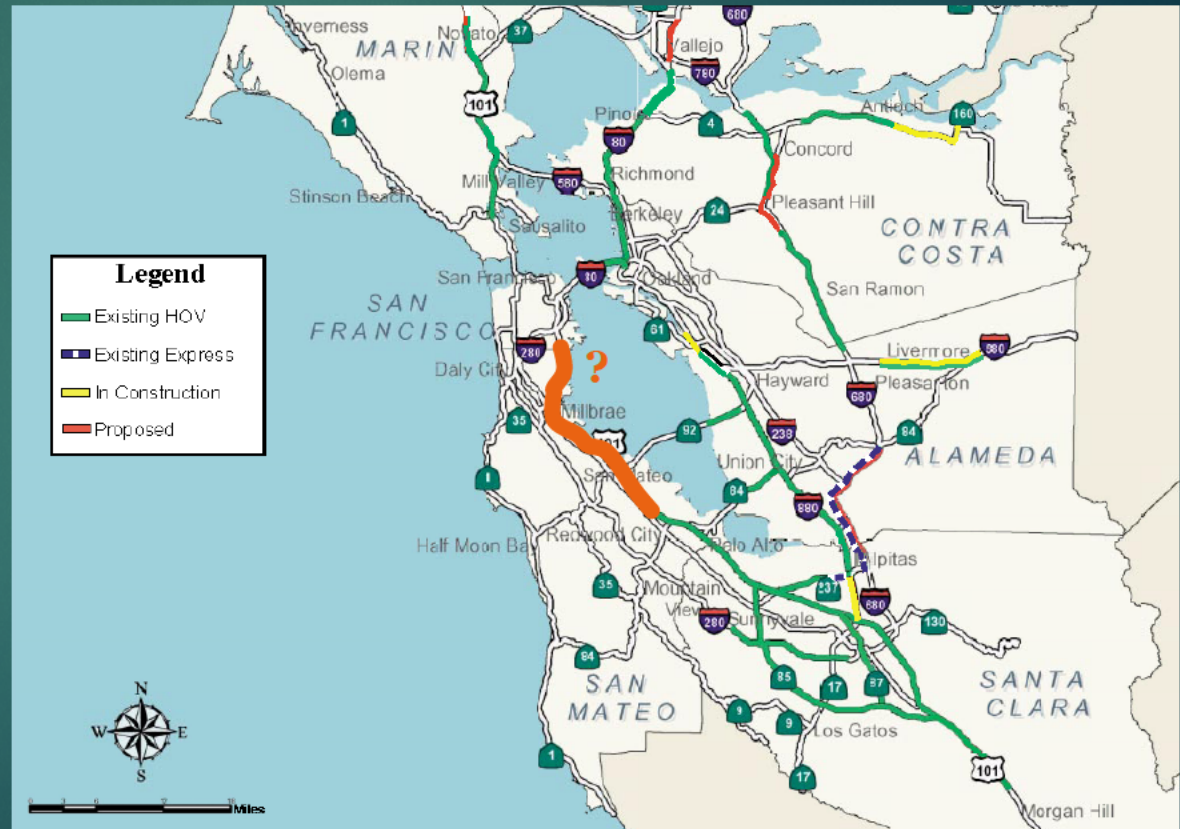 Inverness
Novato
37
680
MARIN
Vallejo
Olema
780
101
Pinole
Antioch
160
1
80
4
Concord
Mill Valley
580
Richmond
Stinson Beach
Pleasant Hill
Berkeley
24
Sausalito
CONTRA
COSTA
Legend
San Francisco
80
Oakland
Existing HOV
SAN
FRANCISCO
San Ramon
Existing Express
61
280
?
Livermore
In Construction
Daly City
Hayward
Pleasanton
680
Proposed
35
Millbrae
101
92
238
84
ALAMEDA
San Mateo
Union City
1
84
880
Half Moon Bay
Redwood City
Palo Alto
Milpitas
35
Mountain
View
237
680
280
Sunnyvale
130
84
SAN
MATEO
85
17
87
SANTA
CLARA
N
W
E
S
9
9
Los Gatos
1
17
101
Miles
Morgan Hill